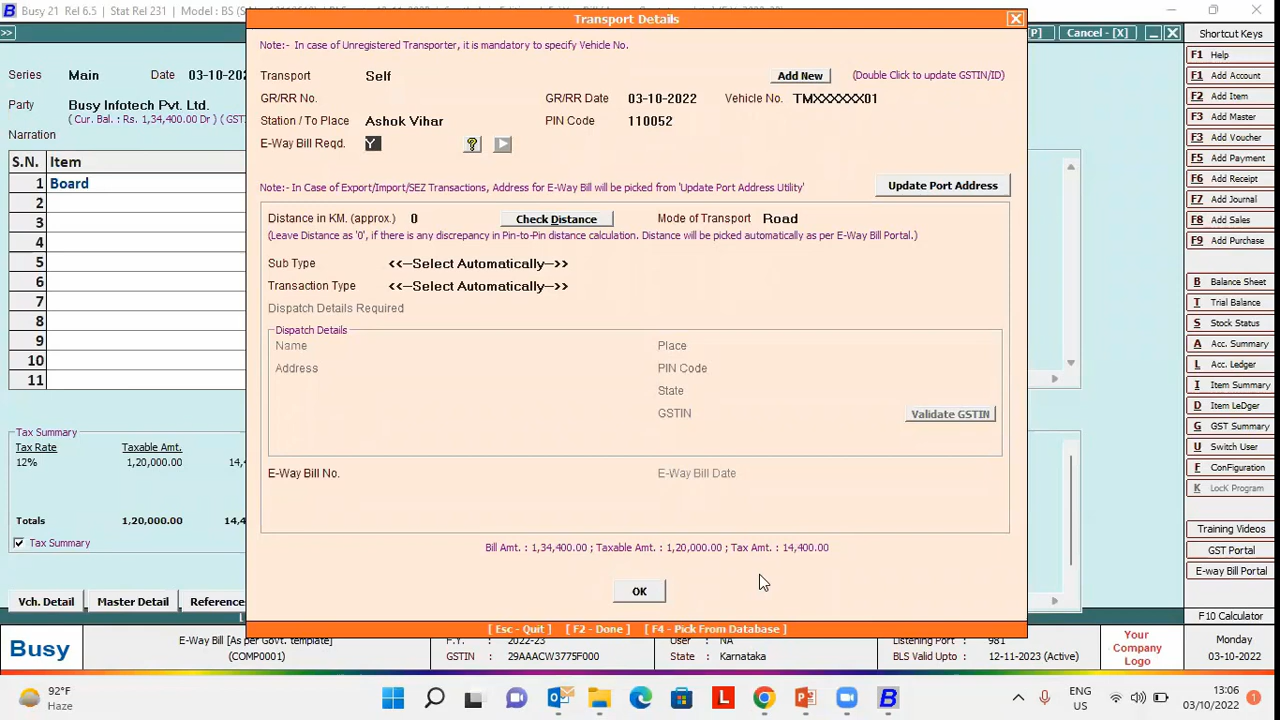 Busy 21 Rel 6.5 | Stat Rel 231 | Model : BS
Transport Details
>>
P]
Cancel - [X]
Shortcut Keys
Note:- In case of Unregistered Transporter, it is mandatory to specify Vehicle No.
F1 Help
Series Main Date 03-10-202
Transport Self
Add New
(Double Click to update GSTIN/ID)
F1 Add Account
Party Busy Infotech Pvt. Ltd.
GR/RR No.
GR/RR Date 03-10-2022
Vehicle No. TMXXXXXX01
F2 Add Item
( Cur. Bal. : Rs. 1,34,400.00 Dr ) ( GST
Station / To Place Ashok Vihar
PIN Code 110052
F3 Add Master
Narration
E-Way Bill Reqd. Y
?
F3 Add Voucher
S.N. Item
F5 Add Payment
1 Board
Note:- In Case of Export/Import/SEZ Transactions, Address for E-Way Bill will be picked from 'Update Port Address Utility'
Update Port Address
F6 Add Receipt
2
F7 Add Journal
3
Distance in KM. (approx.) 0
Check Distance
Mode of Transport Road
F8 Add Sales
4
(Leave Distance as '0', if there is any discrepancy in Pin-to-Pin distance calculation. Distance will be picked automatically as per E-Way Bill Portal.)
F9 Add Purchase
5
Sub Type <<--Select Automatically-->>
6
Transaction Type <<--Select Automatically-->>
B Balance Sheet
7
Dispatch Details Required
T Trial Balance
8
Dispatch Details
S Stock Status
9
Name
Place
A Acc. Summary
10
Address
PIN Code
L Acc. Ledger
11
State
I Item Summary
GSTIN
Validate GSTIN
D Item LeDger
Tax Summary
G GST Summary
Tax Rate Taxable Amt.
U Switch User
12% 1,20,000.00 14,4
E-Way Bill No.
E-Way Bill Date
F Configuration
K LocK Program
Totals 1,20,000.00 14,4
Training Videos
Tax Summary
Bill Amt. : 1,34,400.00 ; Taxable Amt. : 1,20,000.00 ; Tax Amt. : 14,400.00
GST Portal
E-way Bill Portal
Vch. Detail
Master Detail
References
OK
F10 Calculator
[ Esc - Quit ] [ F2 - Done ] [ F4 - Pick From Database ]
Busy
E-Way Bill [As per Govt. template]
(COMP0001)
F.Y. : 2022-23
GSTIN : 29AAACW3775F000
User : NA
State : Karnataka
Listening Port : 981
BLS Valid Upto : 12-11-2023 (Active)
Your
Company
Logo
Monday
03-10-2022
92°F
Haze
L
ENG
US
13:06
03/10/2022
1